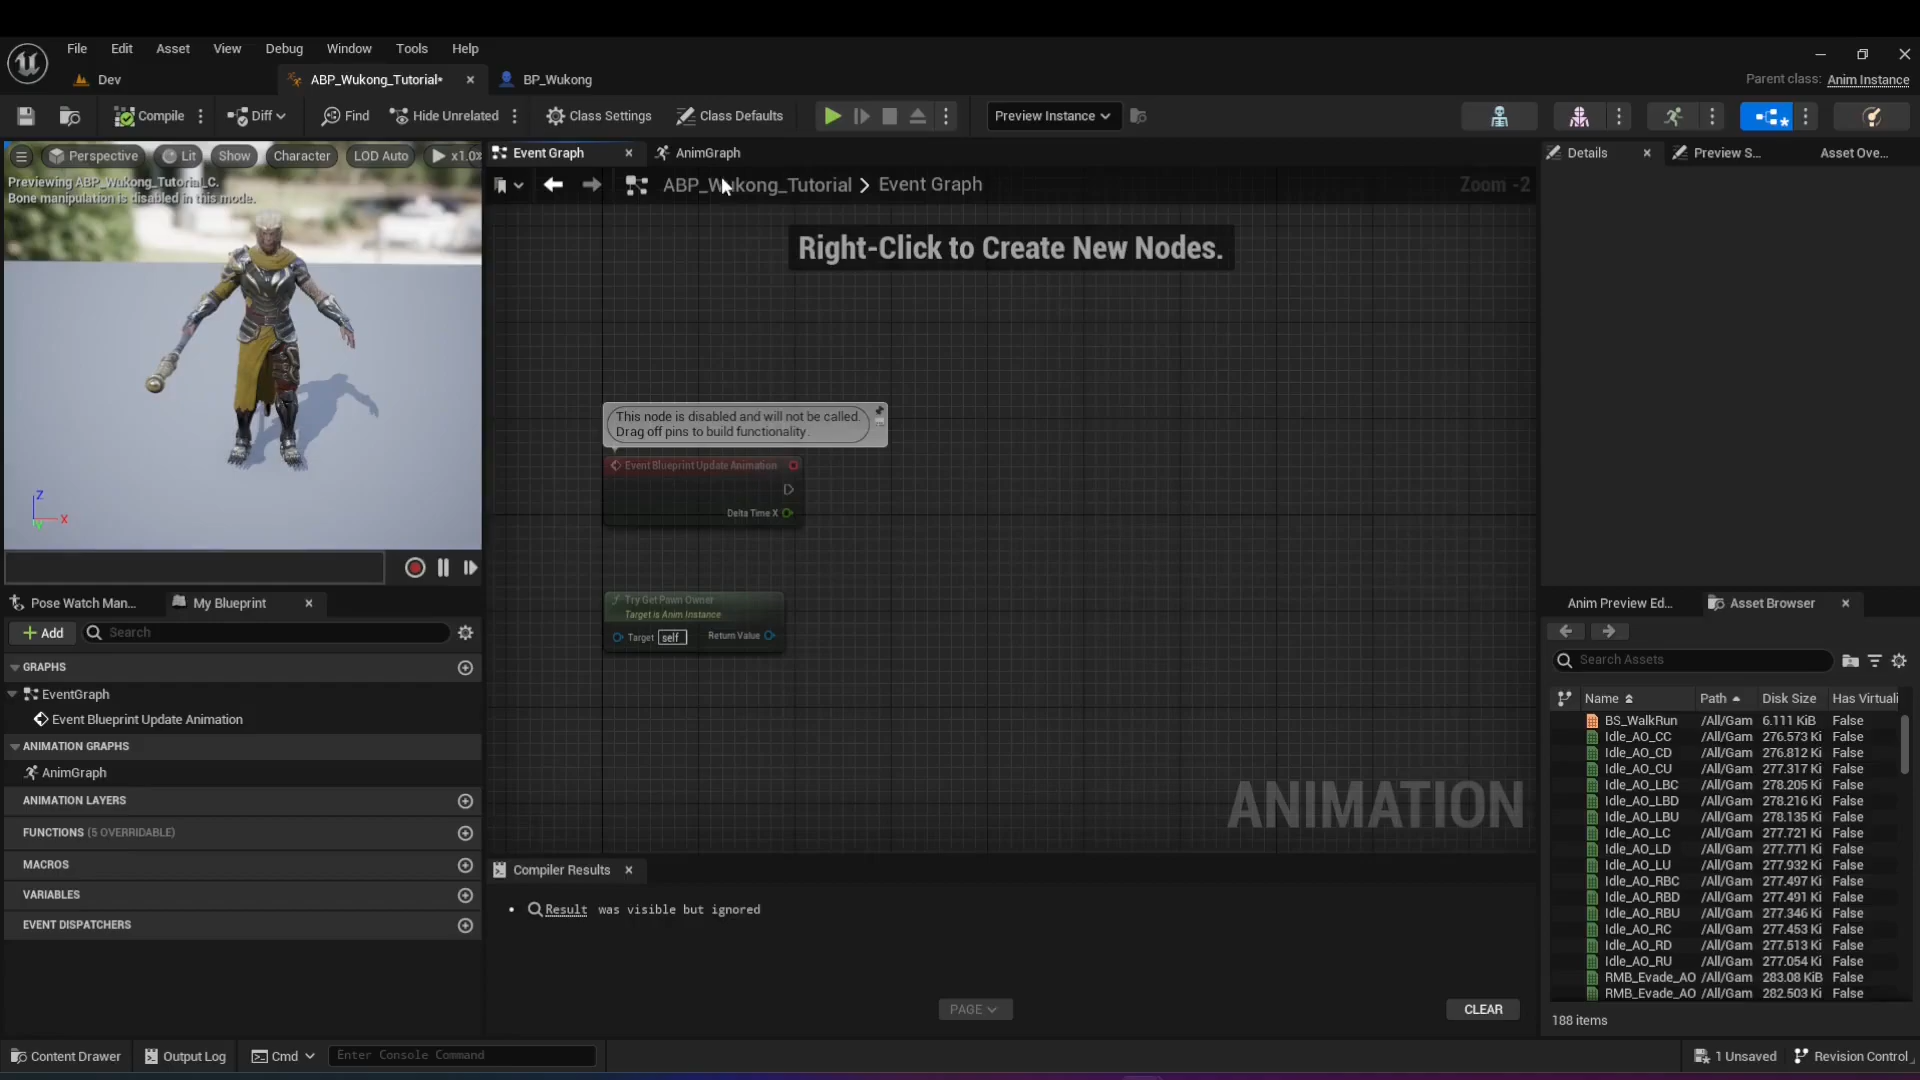 File Edit Asset View Debug Window Tools Help
Dev ABP_Wukong_Tutorial• BP_Wukong Parent class: Anim Instance
Compile Diff Find Hide Unrelated Class Settings Class Defaults Preview Instance
Perspective Lit Show Character LOD Auto x1.0
Previewing ABP_Wukong_Tutorial_C.
Bone manipulation is disabled in this mode.
Z
X
Event Graph AnimGraph
ABP_Wukong_Tutorial > Event Graph Zoom -2
Right-Click to Create New Nodes.
This node is disabled and will not be called.
Drag off pins to build functionality.
Event Blueprint Update Animation
Delta Time X
Try Get Pawn Owner
Target is Anim Instance
Target self Return Value
ANIMATION
Details Preview S... Asset Ove...
Pose Watch Man... My Blueprint
Add Search
GRAPHS
EventGraph
Event Blueprint Update Animation
ANIMATION GRAPHS
AnimGraph
ANIMATION LAYERS
FUNCTIONS (5 OVERRIDABLE)
MACROS
VARIABLES
EVENT DISPATCHERS
Compiler Results
• Result was visible but ignored
PAGE CLEAR
Anim Preview Ed... Asset Browser
Search Assets
Name Path Disk Size Has Virtuali
BS_WalkRun /All/Gam 6.111 KiB False
Idle_AO_CC /All/Gam 276.573 Ki False
Idle_AO_CD /All/Gam 276.812 Ki False
Idle_AO_CU /All/Gam 277.317 Ki False
Idle_AO_LBC /All/Gam 278.205 Ki False
Idle_AO_LBD /All/Gam 278.216 Ki False
Idle_AO_LBU /All/Gam 278.135 Ki False
Idle_AO_LC /All/Gam 277.721 Ki False
Idle_AO_LD /All/Gam 277.771 Ki False
Idle_AO_LU /All/Gam 277.932 Ki False
Idle_AO_RBC /All/Gam 277.497 Ki False
Idle_AO_RBD /All/Gam 277.491 Ki False
Idle_AO_RBU /All/Gam 277.346 Ki False
Idle_AO_RC /All/Gam 277.453 Ki False
Idle_AO_RD /All/Gam 277.513 Ki False
Idle_AO_RU /All/Gam 277.054 Ki False
RMB_Evade_AO /All/Gam 283.08 KiB False
RMB_Evade_AO /All/Gam 282.503 Ki False
188 items
Content Drawer Output Log Cmd Enter Console Command 1 Unsaved Revision Control